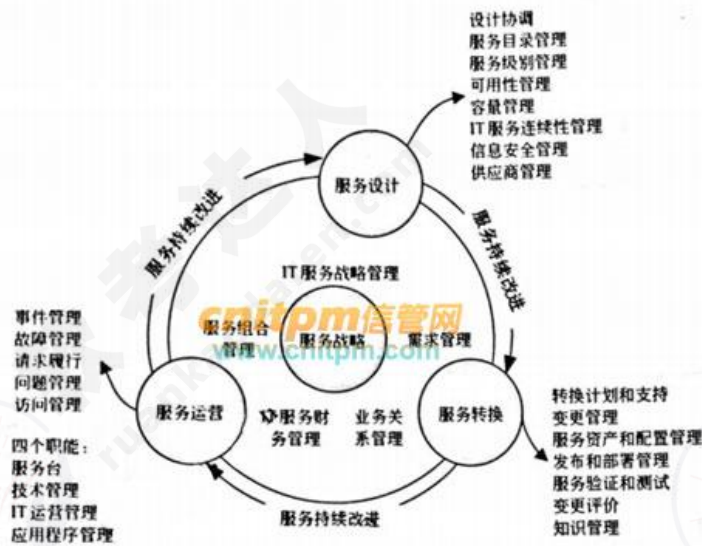 设计协调
服务目录管理
服务级别管理
可用性管理
容量管理
IT服务连续性管理
信息安全管理
供应商管理
服务设计
服务持续改进
服务持续改进
IT服务战略管理
cnitpm信管网
www.cnitpm.com
服务组合
管理
服务战略
需求管理
事件管理
故障管理
请求履行
问题管理
访问管理
服务运营
服务财
务管理
业务关
系管理
服务转换
转换计划和支持
变更管理
服务资产和配置管理
发布和部署管理
服务验证和测试
变更评价
知识管理
四个职能:
服务台
技术管理
IT运营管理
应用程序管理
服务持续改进